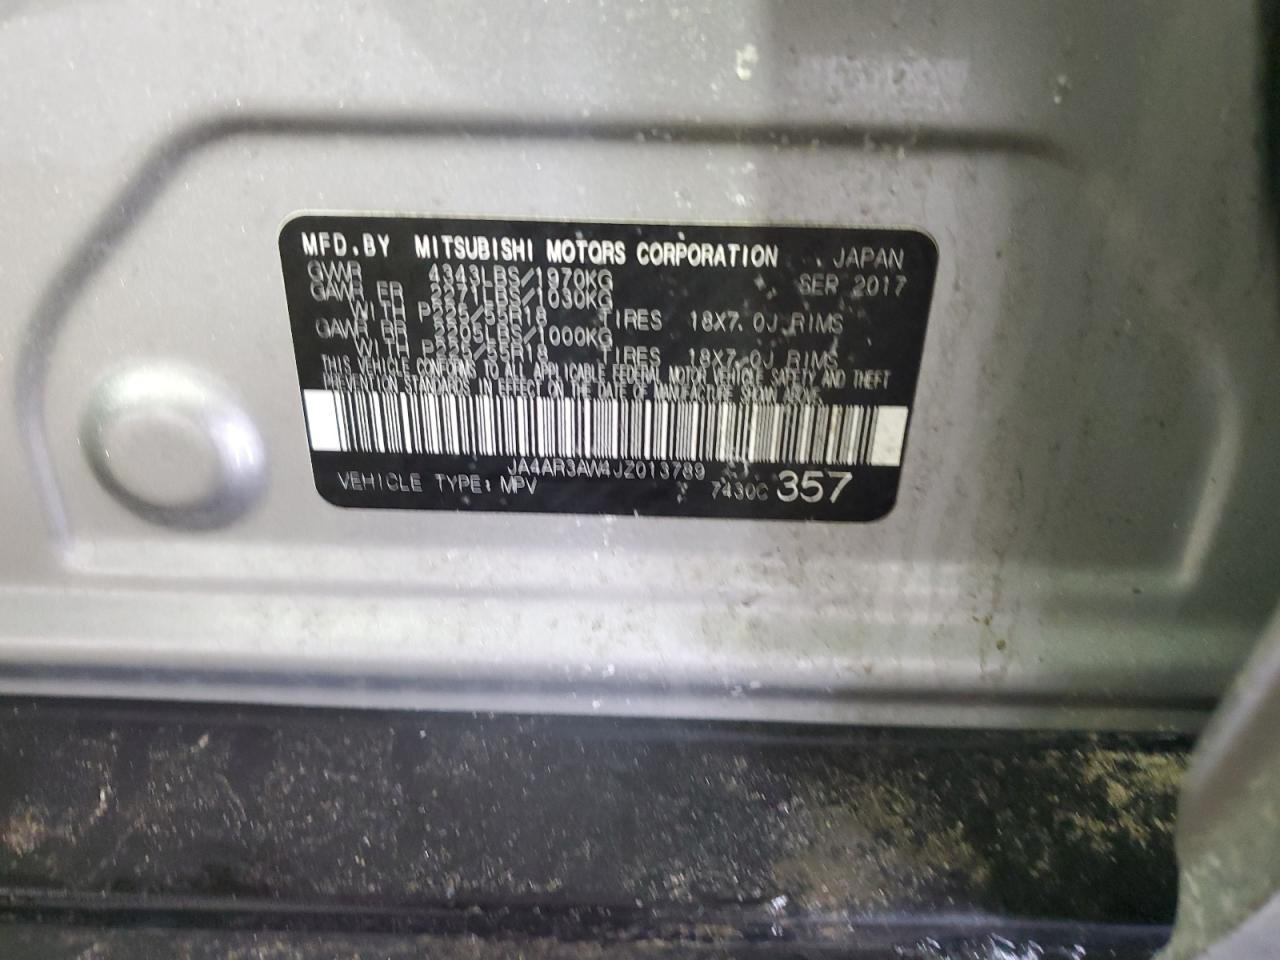 MFD.BY MITSUBISHI MOTORS CORPORATION JAPAN
GVWR 4343LBS/1970KG SEP 2017
GAWR FR 2271LBS/1030KG
WITH P225/55R18 TIRES 18X7.0J RIMS
GAWR RR 2205LBS/1000KG
WITH P225/55R18 TIRES 18X7.0J RIMS
THIS VEHICLE CONFORMS TO ALL APPLICABLE FEDERAL MOTOR VEHICLE SAFETY AND THEFT
PREVENTION STANDARDS IN EFFECT ON THE DATE OF MANUFACTURE SHOWN ABOVE.
JA4AR3AW4JZ013789
VEHICLE TYPE: MPV 7430C 357